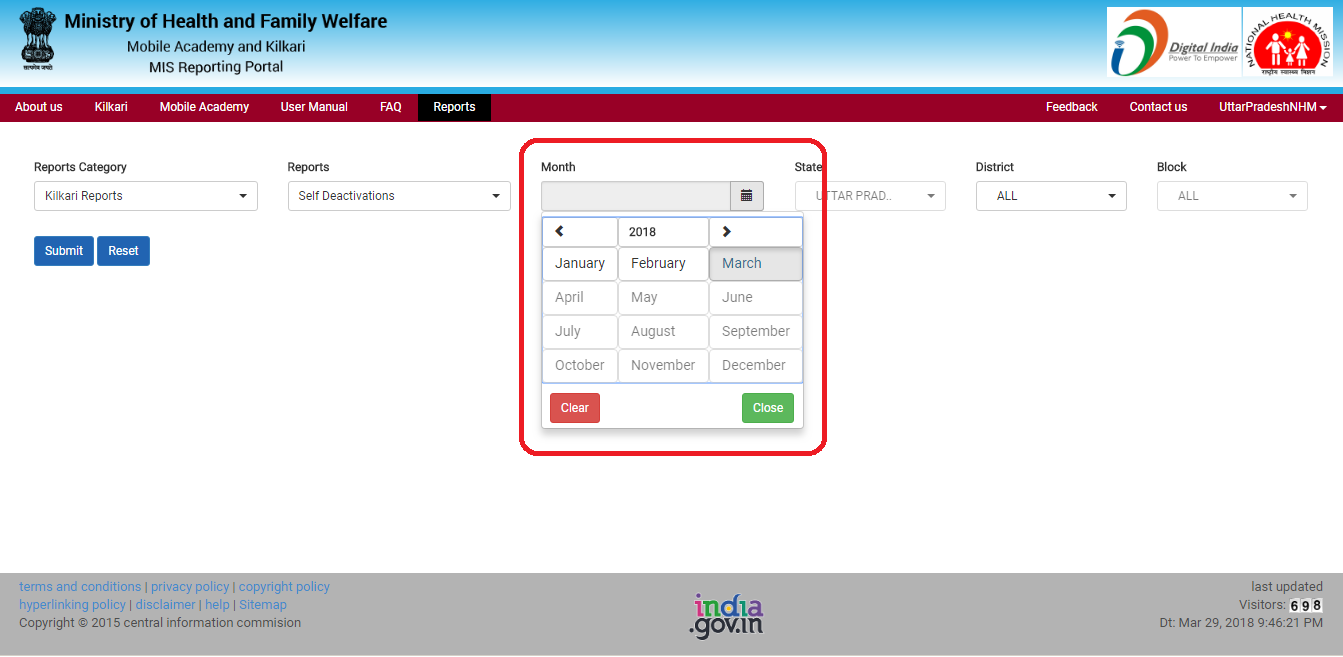 Ministry of Health and Family Welfare
Mobile Academy and Kilkari
MIS Reporting Portal
सत्यमेव जयते
Digital India
Power To Empower
NATIONAL HEALTH MISSION
राष्ट्रीय स्वास्थ्य मिशन
About us Kilkari Mobile Academy User Manual FAQ Reports Feedback Contact us UttarPradeshNHM
Reports Category Reports Month State District Block
Kilkari Reports Self Deactivations UTTAR PRAD.. ALL ALL
Submit Reset
2018
January February March
April May June
July August September
October November December
Clear Close
terms and conditions | privacy policy | copyright policy
hyperlinking policy | disclaimer | help | Sitemap
Copyright © 2015 central information commision
india
.gov.in
last updated
Visitors: 698
Dt: Mar 29, 2018 9:46:21 PM